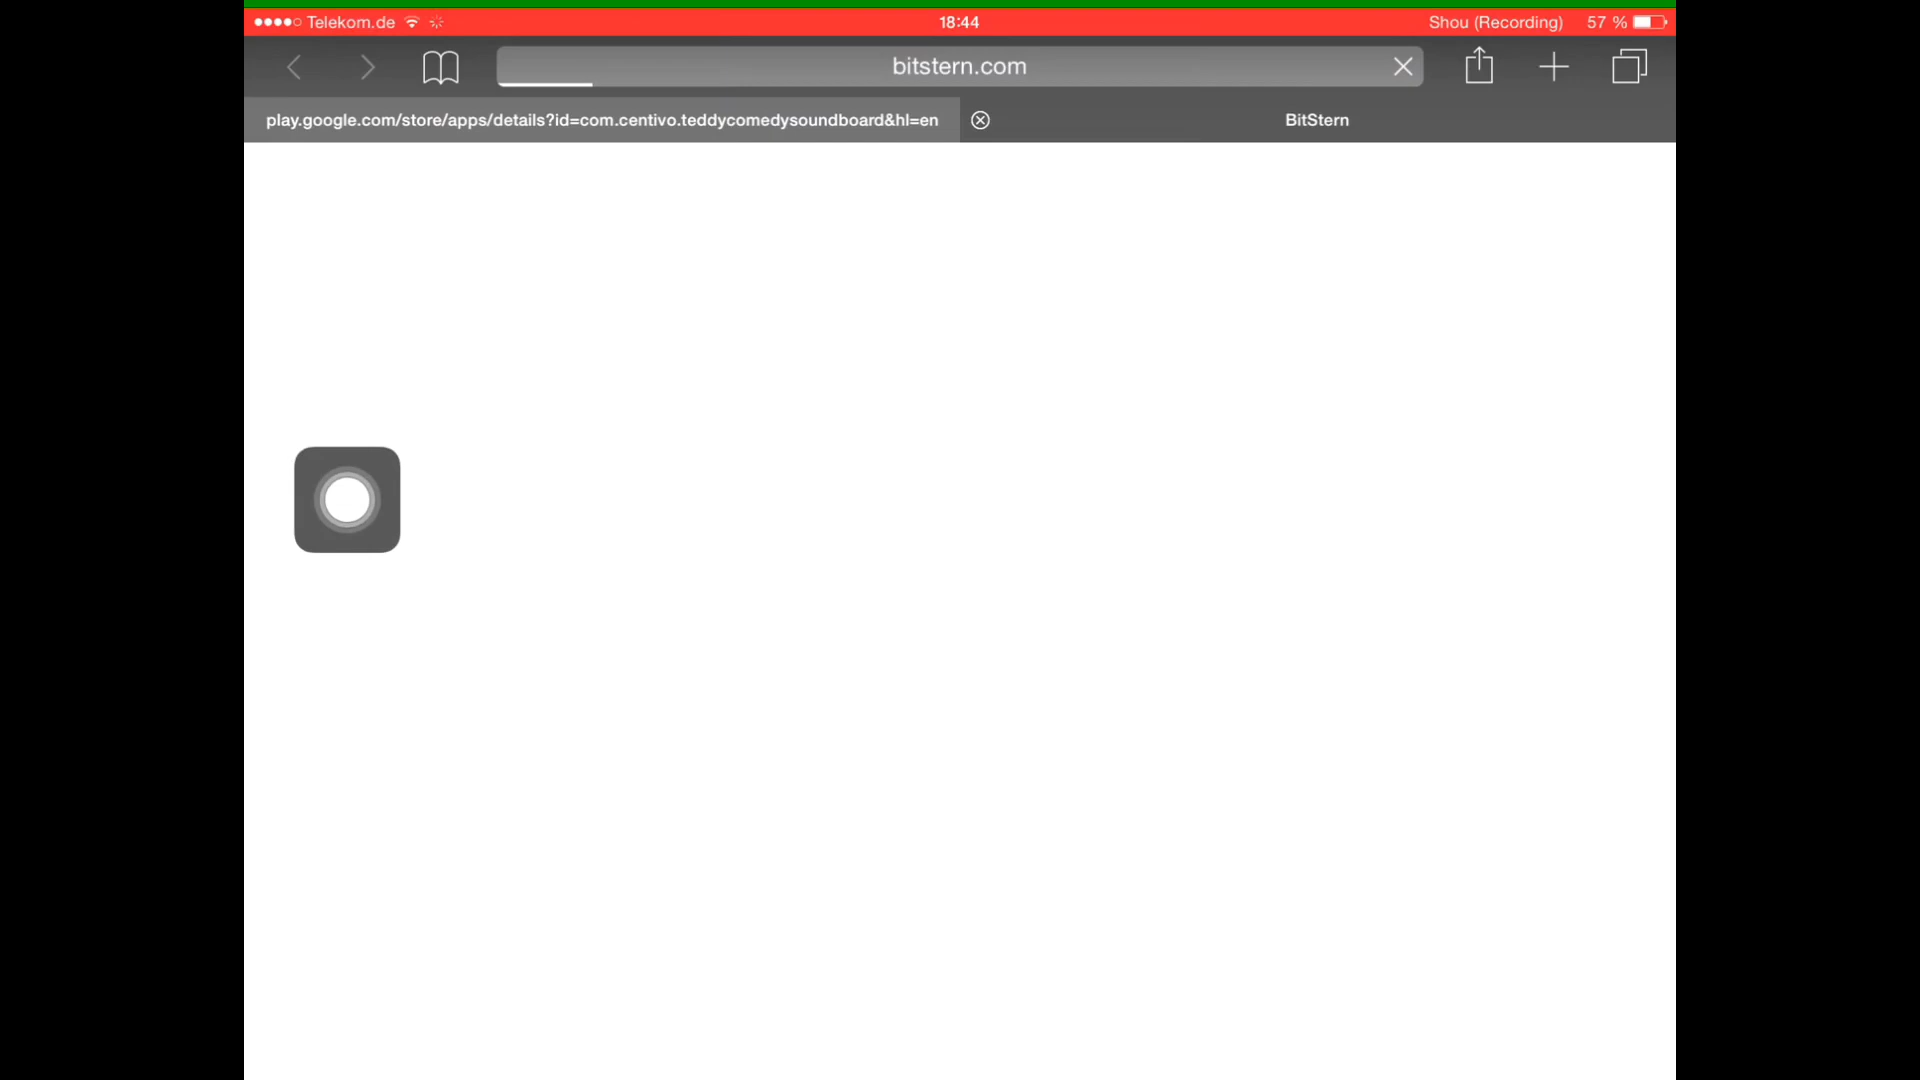 Telekom.de 18:44 Shou (Recording) 57 %
bitstern.com
play.google.com/store/apps/details?id=com.centivo.teddycomedysoundboard&hl=en BitStern